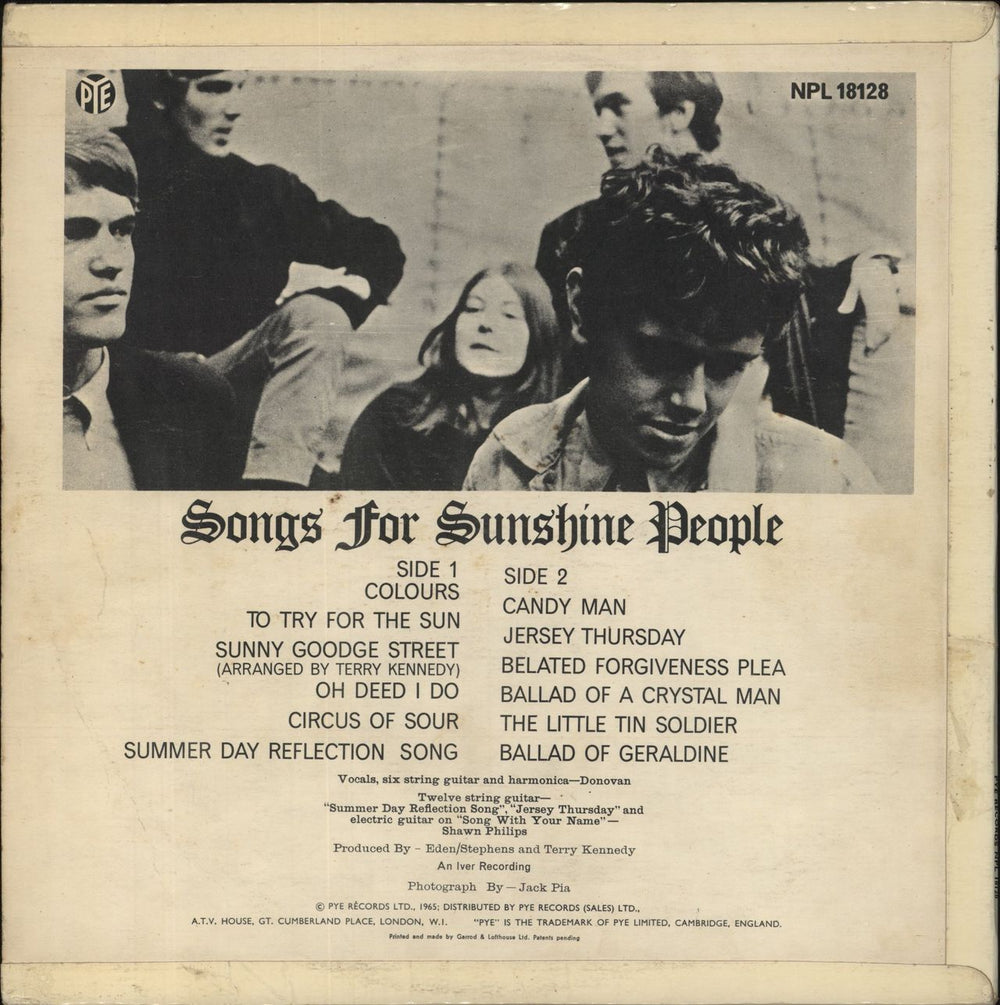 PYE
NPL 18128
Songs For Sunshine People
SIDE 1
COLOURS
TO TRY FOR THE SUN
SUNNY GOODGE STREET
(ARRANGED BY TERRY KENNEDY)
OH DEED I DO
CIRCUS OF SOUR
SUMMER DAY REFLECTION SONG
SIDE 2
CANDY MAN
JERSEY THURSDAY
BELATED FORGIVENESS PLEA
BALLAD OF A CRYSTAL MAN
THE LITTLE TIN SOLDIER
BALLAD OF GERALDINE
Vocals, six string guitar and harmonica—Donovan
Twelve string guitar—
"Summer Day Reflection Song", "Jersey Thursday" and
electric guitar on "Song With Your Name"—
Shawn Philips
Produced By – Eden/Stephens and Terry Kennedy
An Iver Recording
Photograph By — Jack Pia
© PYE RÉCORDS LTD., 1965; DISTRIBUTED BY PYE RECORDS (SALES) LTD.,
A.T.V. HOUSE, GT. CUMBERLAND PLACE, LONDON, W.I. "PYE" IS THE TRADEMARK OF PYE LIMITED, CAMBRIDGE, ENGLAND.
Printed and made by Garrod & Lofthouse Ltd. Patents pending